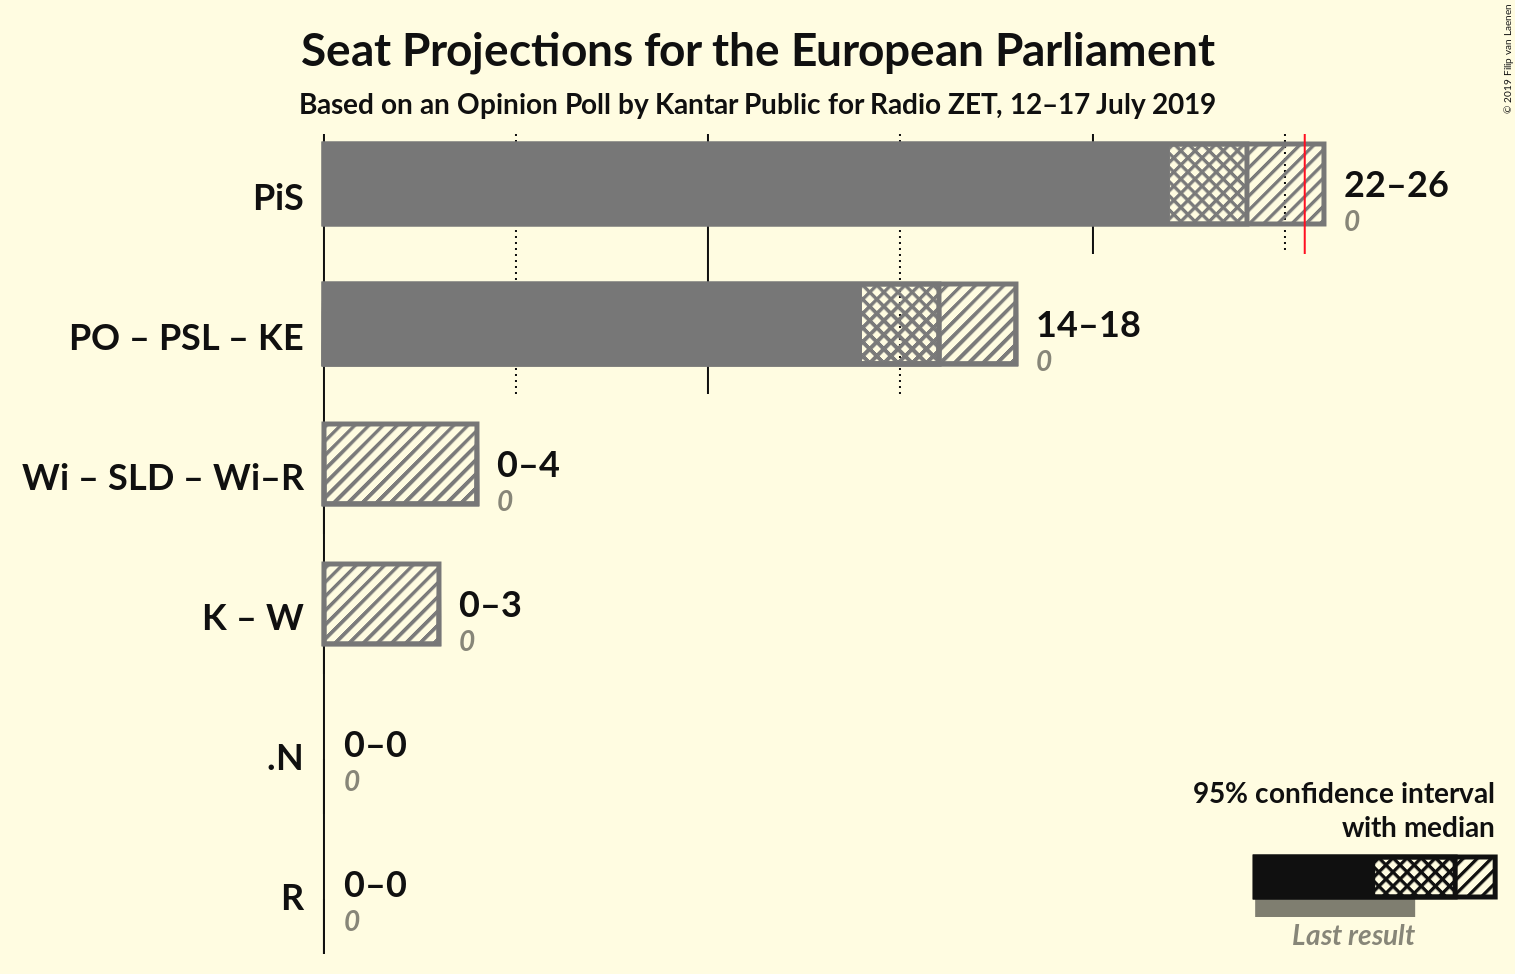 Seat Projections for the European Parliament
Based on an Opinion Poll by Kantar Public for Radio ZET, 12–17 July 2019
© 2019 Filip van Laenen
PiS
22–26
0
PO – PSL – KE
14–18
0
Wi – SLD – Wi–R
0–4
0
K – W
0–3
0
.N
0–0
0
R
0–0
0
95% confidence interval
with median
Last result